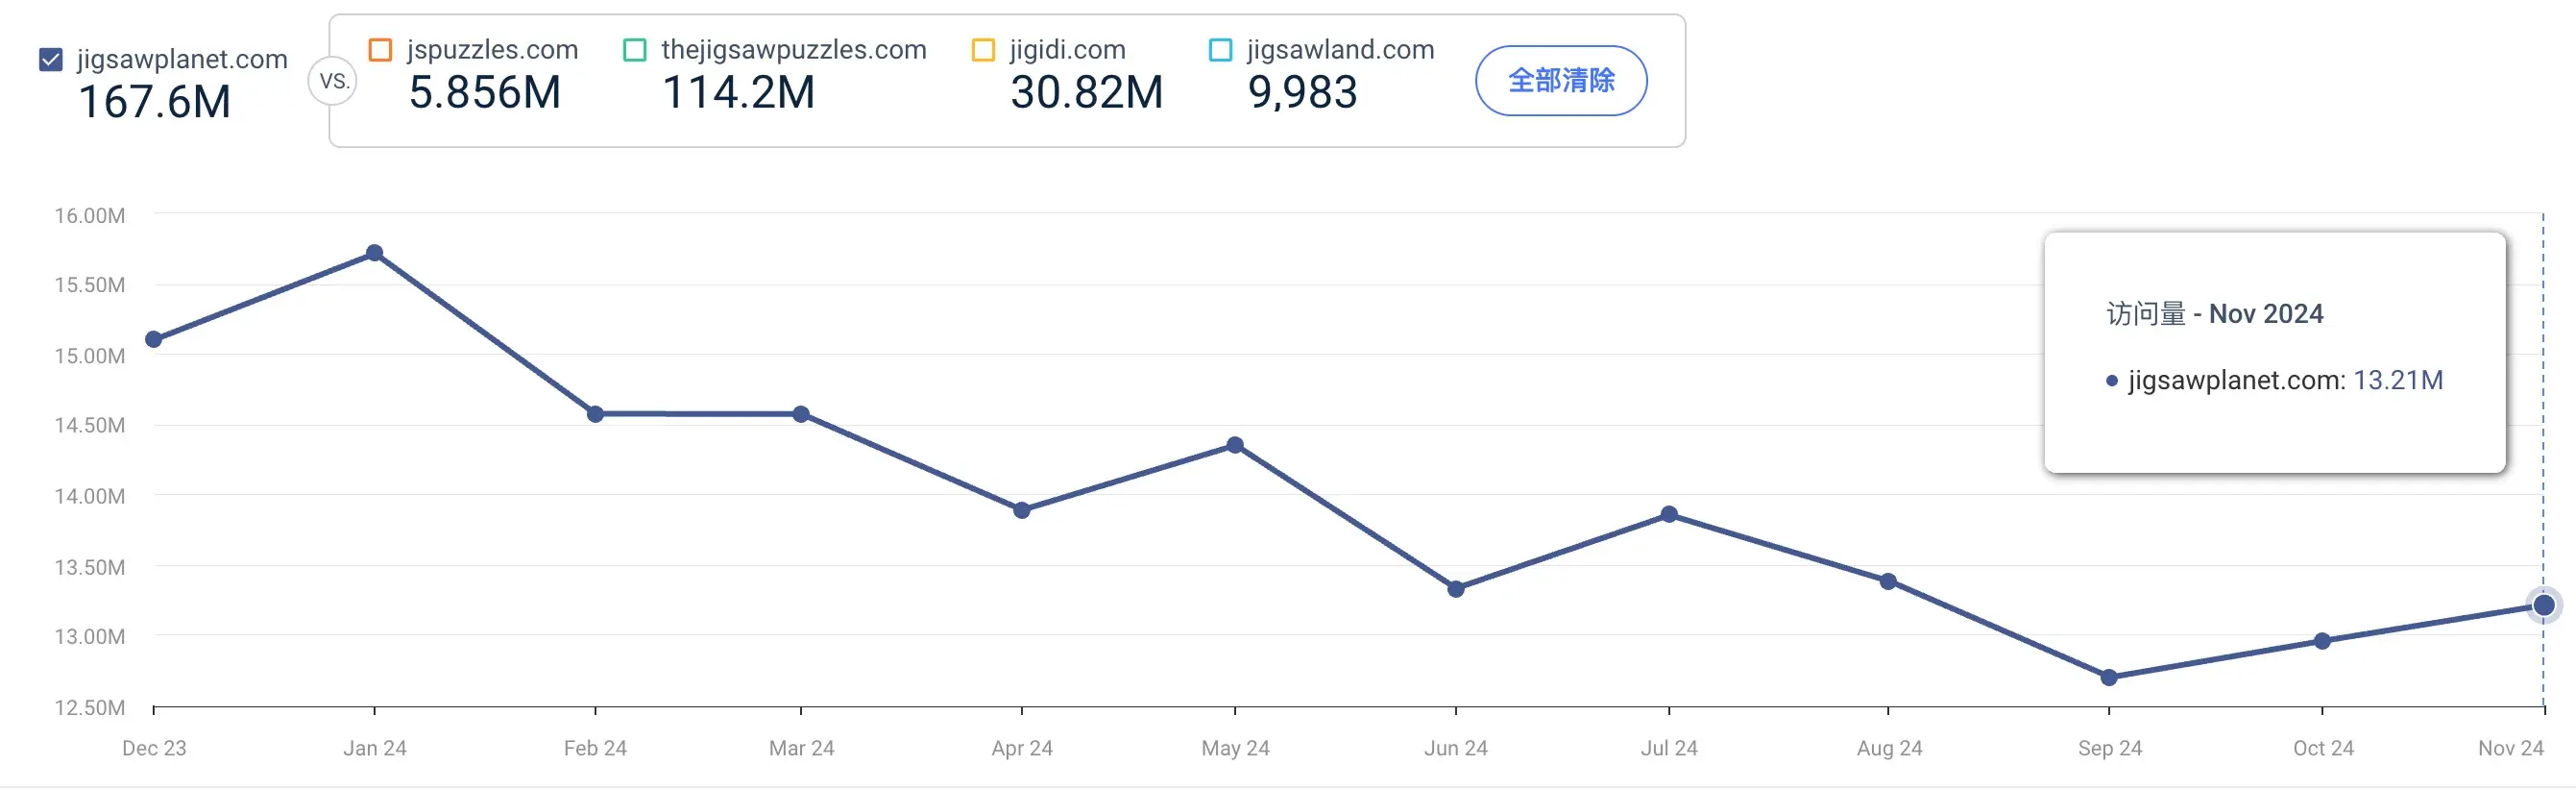 jigsawplanet.com
167.6M
VS.
jspuzzles.com
5.856M
thejigsawpuzzles.com
114.2M
jigidi.com
30.82M
jigsawland.com
9,983
全部清除
16.00M
15.50M
15.00M
14.50M
14.00M
13.50M
13.00M
12.50M
访问量 - Nov 2024
jigsawplanet.com: 13.21M
Dec 23 Jan 24 Feb 24 Mar 24 Apr 24 May 24 Jun 24 Jul 24 Aug 24 Sep 24 Oct 24 Nov 24